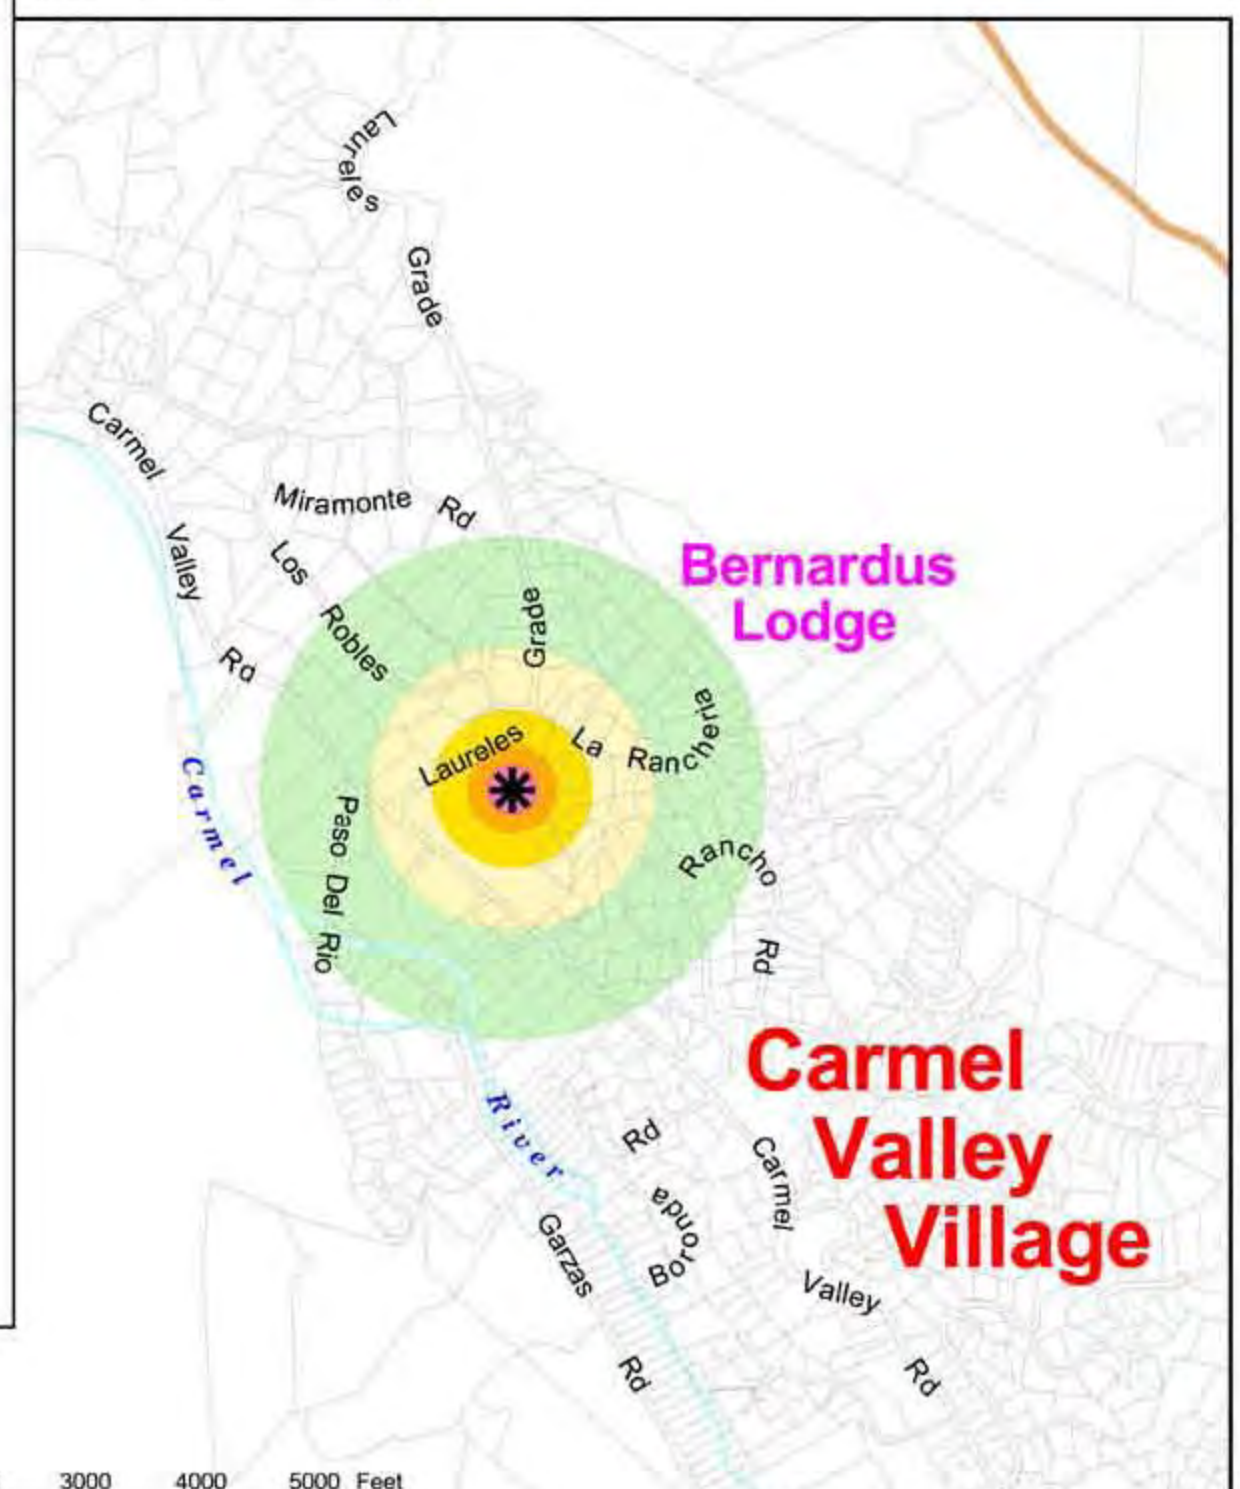 Laureles
Grade
Carmel
Valley
Rd
Miramonte Rd
Los
Robles
Bernardus
Lodge
Grade
Laureles
La Rancheria
Paso Del Rio
Rancho
Rd
Carmel
River
Carmel
Valley
Village
Rd
Boronda
Carmel
Valley
Rd
Garzas
Rd
3000 4000 5000 Feet